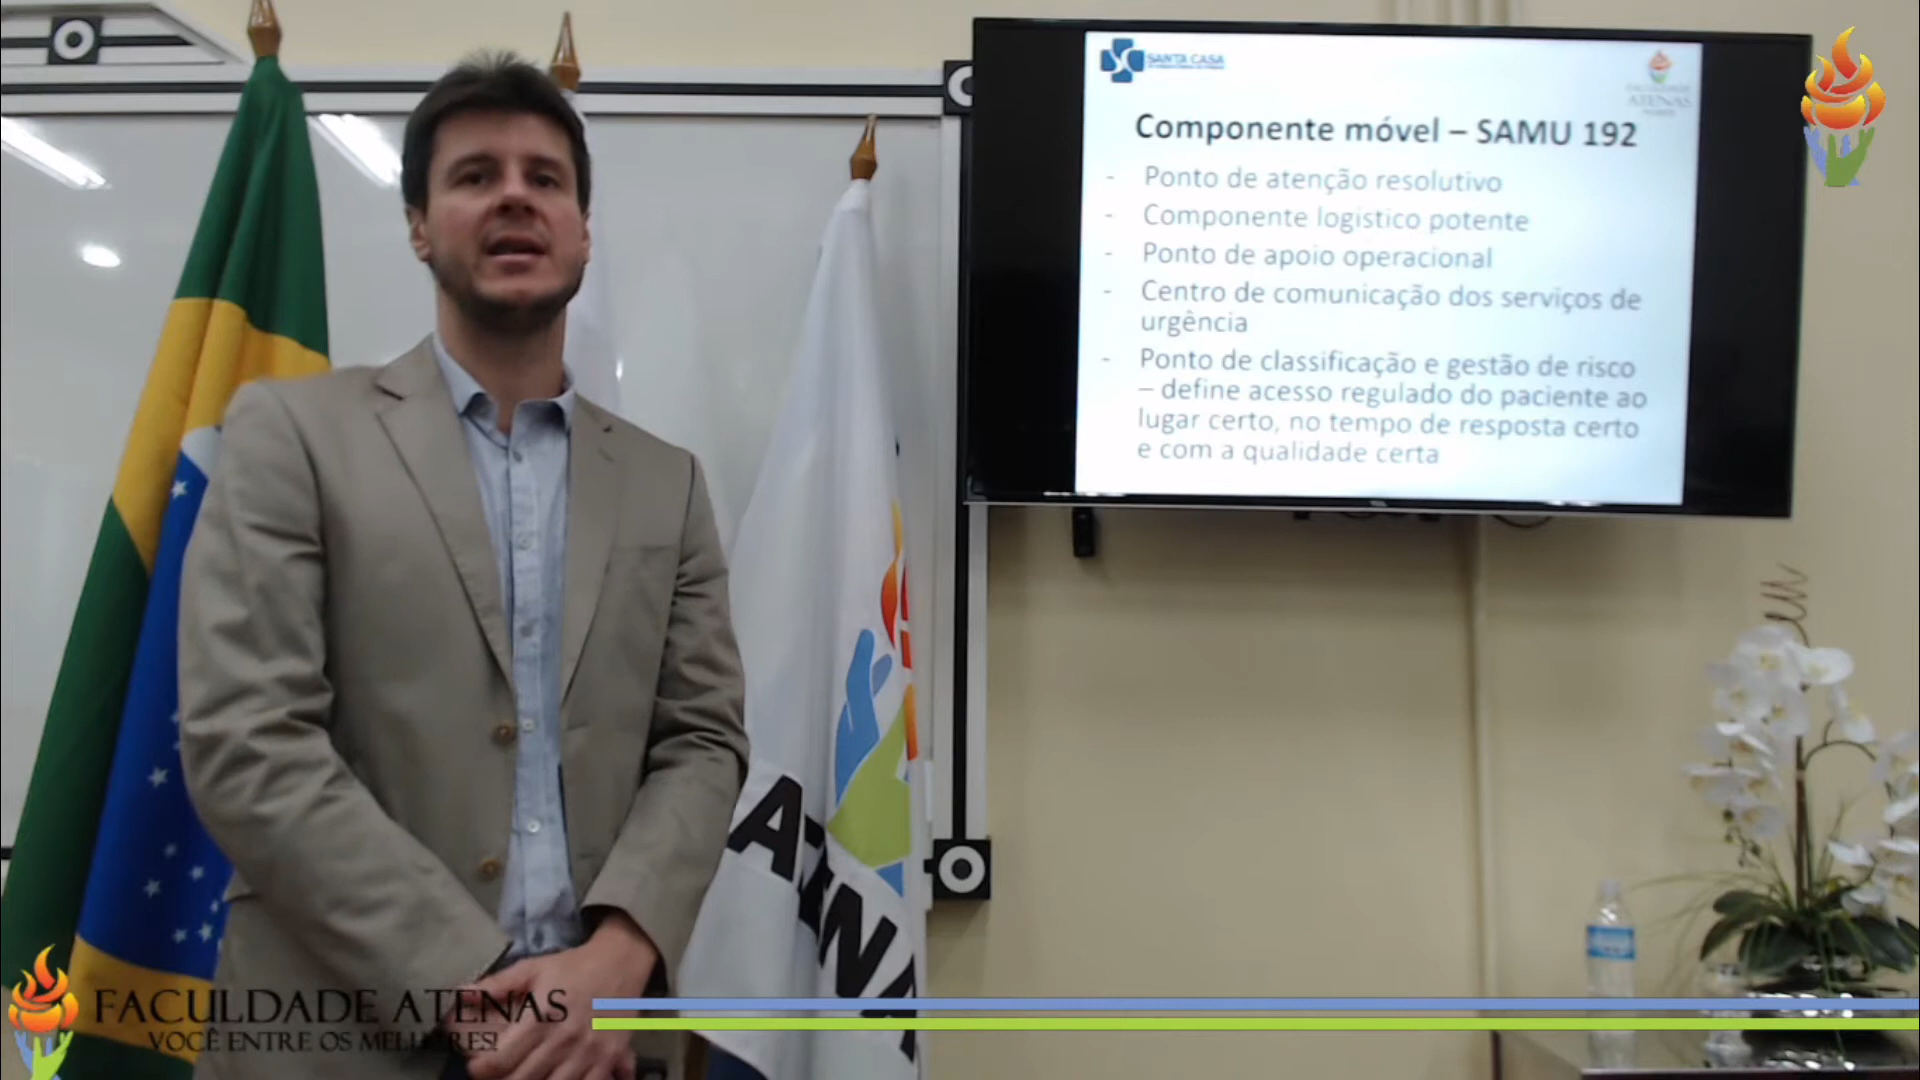 SANTA CASA
ATENAS
Componente móvel – SAMU 192
- Ponto de atenção resolutivo
- Componente logístico potente
- Ponto de apoio operacional
- Centro de comunicação dos serviços de
urgência
- Ponto de classificação e gestão de risco
– define acesso regulado do paciente ao
lugar certo, no tempo de resposta certo
e com a qualidade certa
ATENA
FACULDADE ATENAS
VOCÊ ENTRE OS MELHORES!